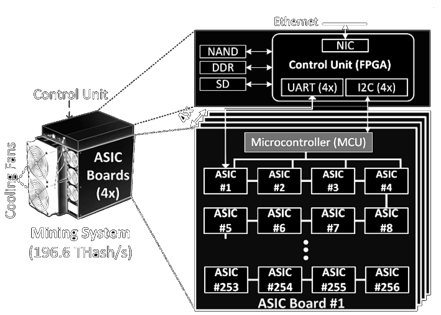 Ethernet
NIC
NAND
DDR
SD
Control Unit (FPGA)
UART (4x)
I2C (4x)
Control Unit
Cooling Fans
ASIC
Boards
(4x)
Mining System
(196.6 THash/s)
Microcontroller (MCU)
ASIC
#1
ASIC
#2
ASIC
#3
ASIC
#4
ASIC
#5
ASIC
#6
ASIC
#7
ASIC
#8
ASIC
#253
ASIC
#254
ASIC
#255
ASIC
#256
ASIC Board #1